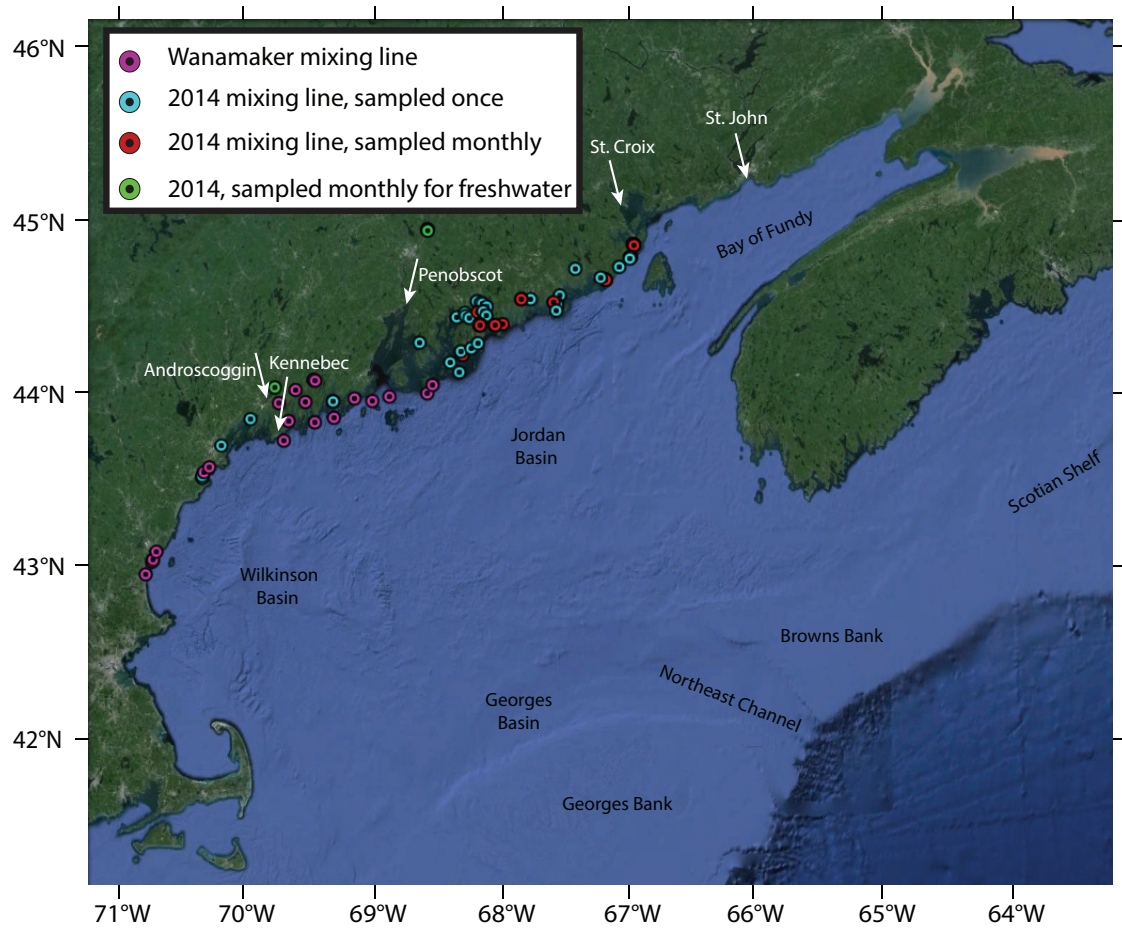 46°N
45°N
44°N
43°N
42°N
Wanamaker mixing line
2014 mixing line, sampled once
2014 mixing line, sampled monthly
2014, sampled monthly for freshwater
St. John
St. Croix
Bay of Fundy
Penobscot
Androscoggin
Kennebec
Jordan
Basin
Scotian Shelf
Wilkinson
Basin
Browns Bank
Northeast Channel
Georges
Basin
Georges Bank
71°W
70°W
69°W
68°W
67°W
66°W
65°W
64°W